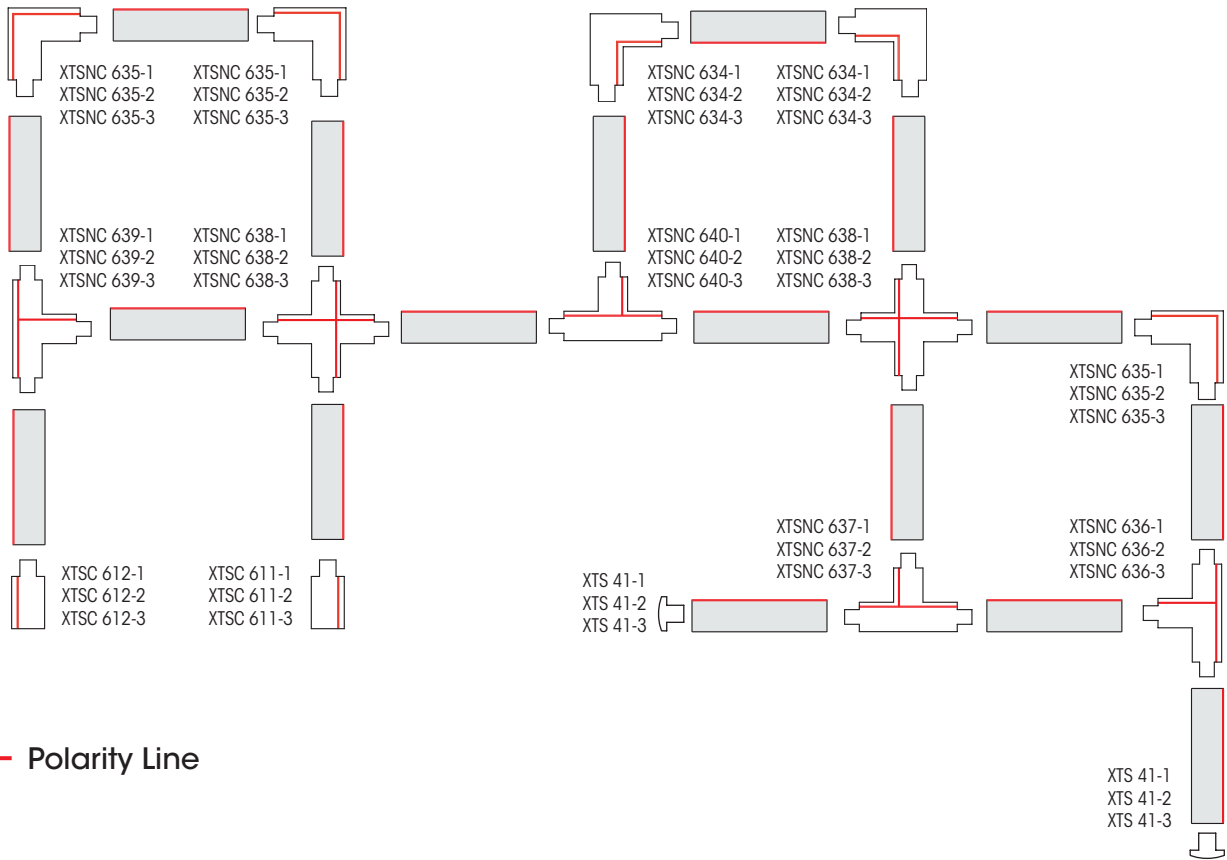 XTSNC 635-1
XTSNC 635-2
XTSNC 635-3
XTSNC 635-1
XTSNC 635-2
XTSNC 635-3
XTSNC 634-1
XTSNC 634-2
XTSNC 634-3
XTSNC 634-1
XTSNC 634-2
XTSNC 634-3
XTSNC 639-1
XTSNC 639-2
XTSNC 639-3
XTSNC 638-1
XTSNC 638-2
XTSNC 638-3
XTSNC 640-1
XTSNC 640-2
XTSNC 640-3
XTSNC 638-1
XTSNC 638-2
XTSNC 638-3
XTSNC 635-1
XTSNC 635-2
XTSNC 635-3
XTSC 612-1
XTSC 612-2
XTSC 612-3
XTSC 611-1
XTSC 611-2
XTSC 611-3
XTS 41-1
XTS 41-2
XTS 41-3
XTSNC 637-1
XTSNC 637-2
XTSNC 637-3
XTSNC 636-1
XTSNC 636-2
XTSNC 636-3
Polarity Line
XTS 41-1
XTS 41-2
XTS 41-3